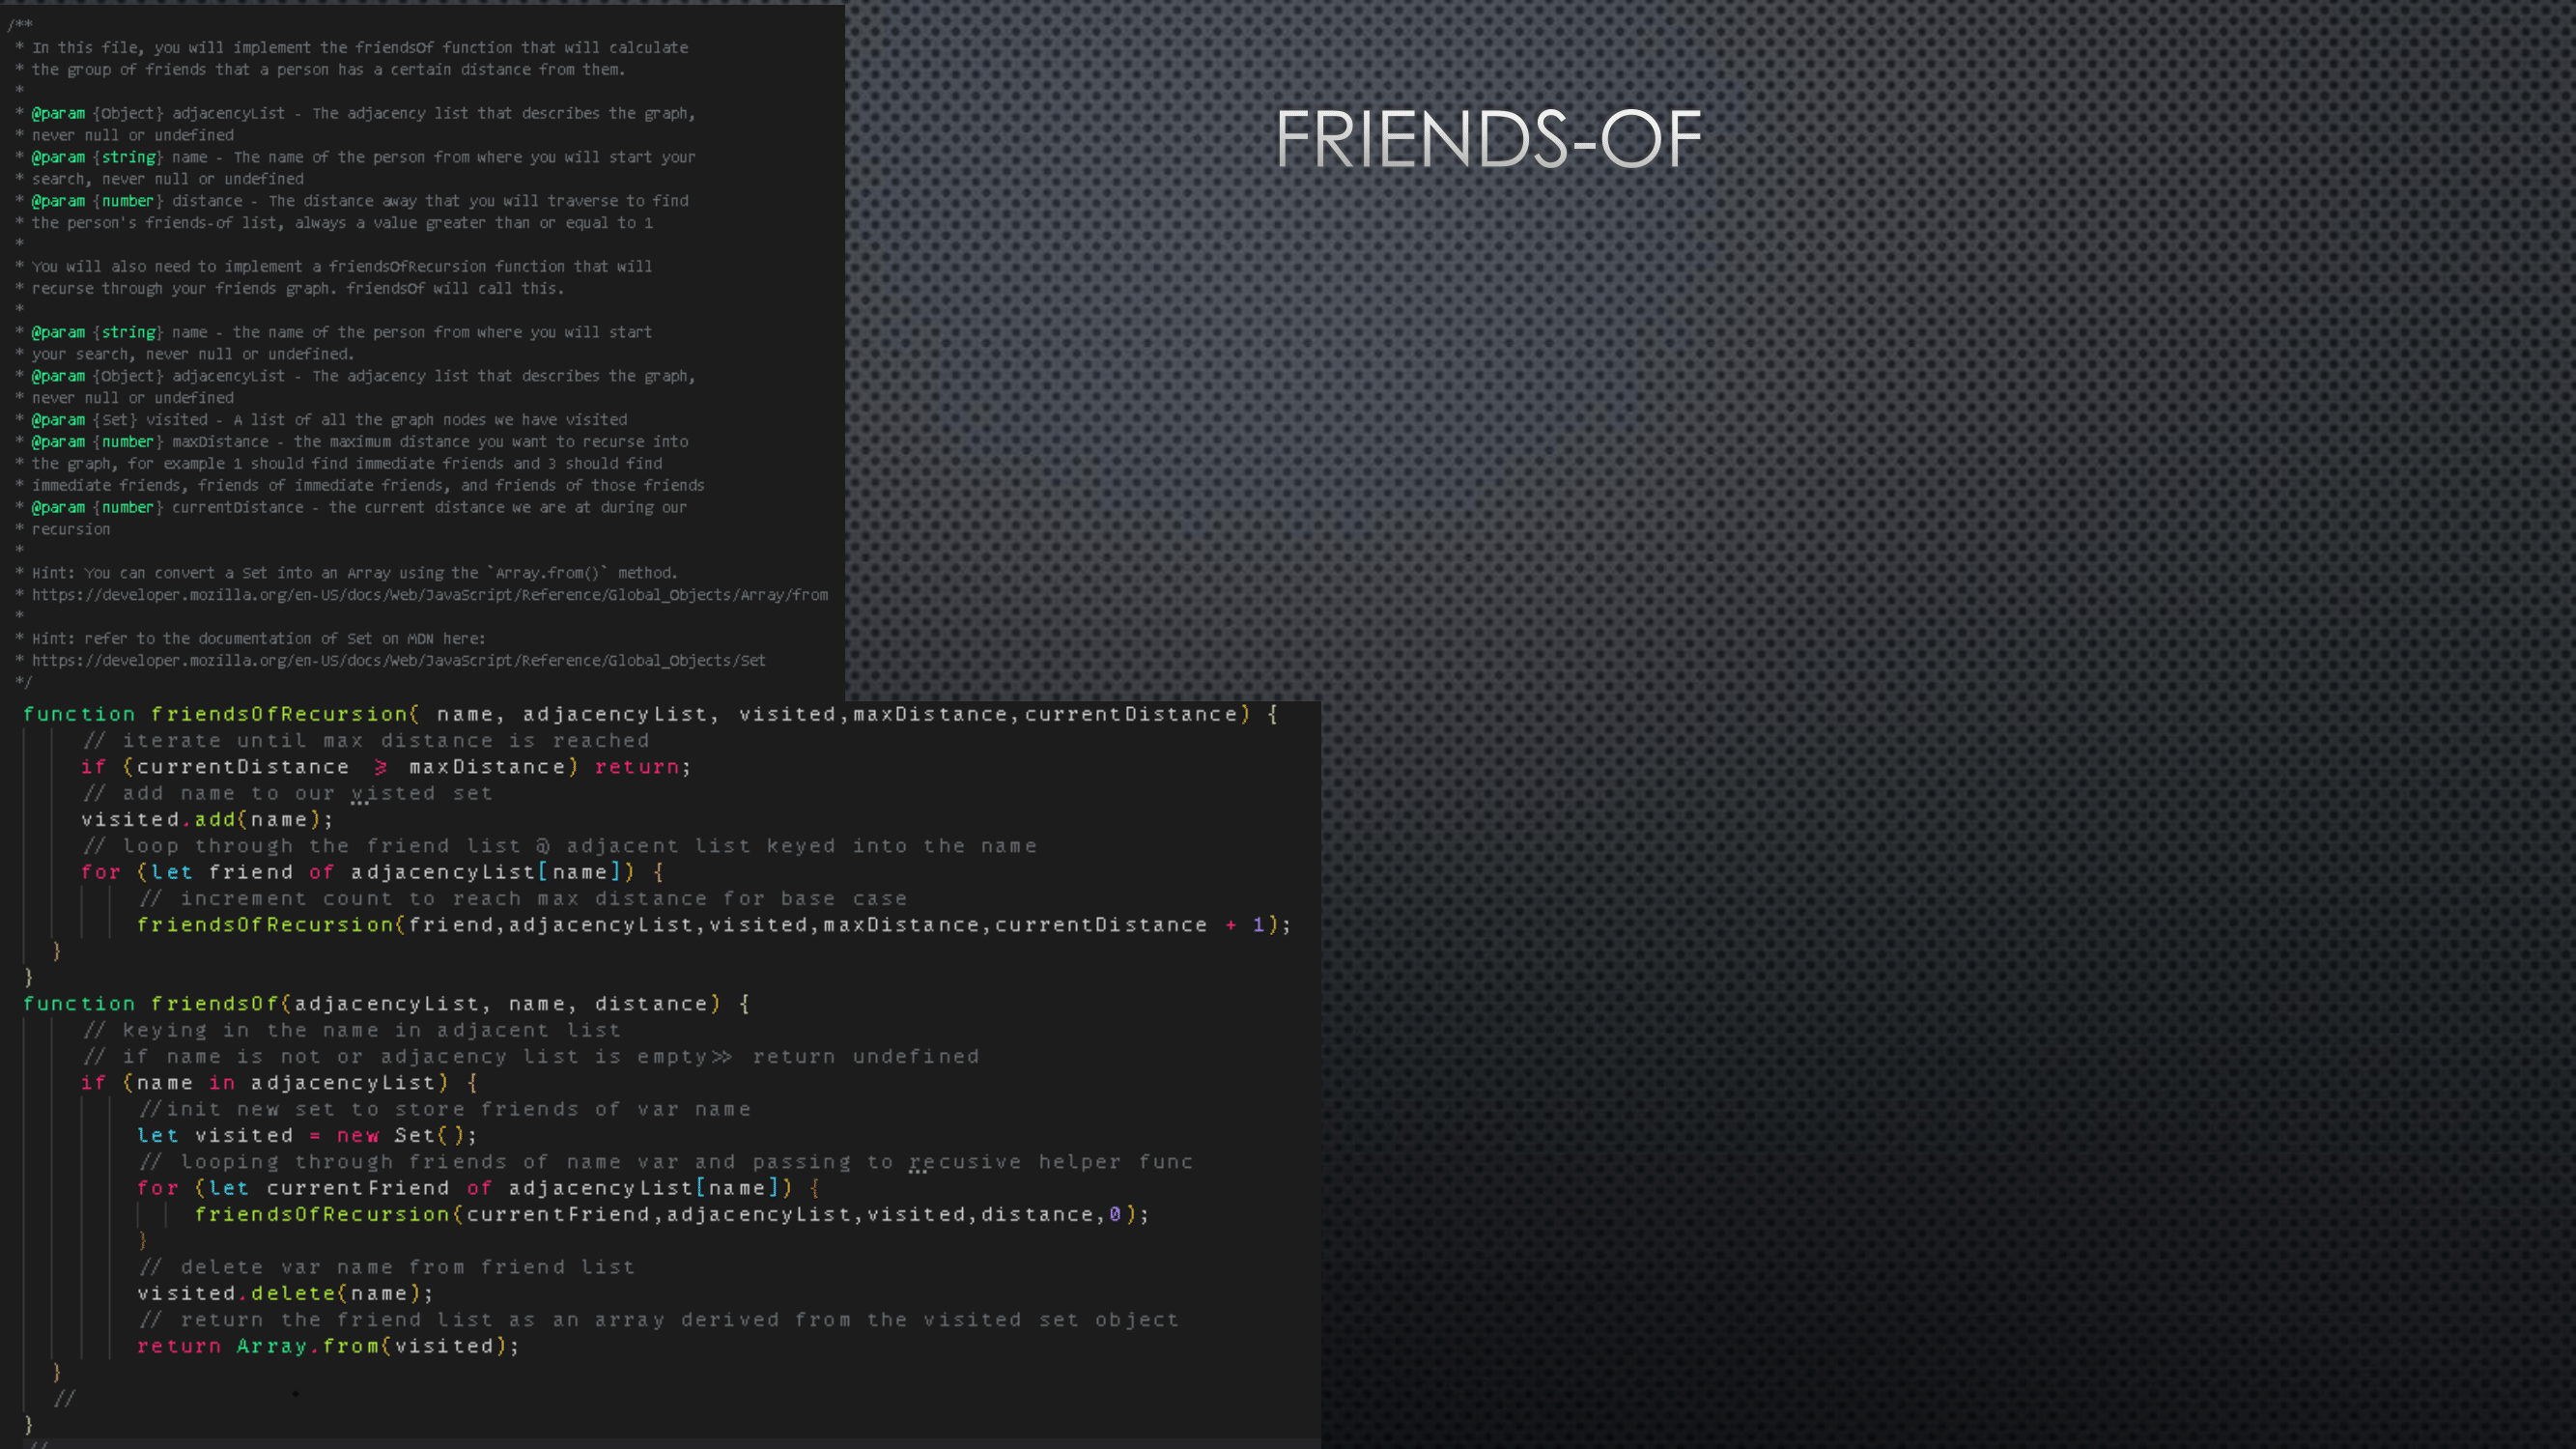 /**
 * In this file, you will implement the friendsOf function that will calculate
 * the group of friends that a person has a certain distance from them.
 *
 * @param {Object} adjacencyList - The adjacency list that describes the graph,
 * never null or undefined
 * @param {string} name - The name of the person from where you will start your
 * search, never null or undefined
 * @param {number} distance - The distance away that you will traverse to find
 * the person's friends-of list, always a value greater than or equal to 1
 *
 * You will also need to implement a friendsOfRecursion function that will
 * recurse through your friends graph. friendsOf will call this.
 *
 * @param {string} name - the name of the person from where you will start
 * your search, never null or undefined.
 * @param {Object} adjacencyList - The adjacency list that describes the graph,
 * never null or undefined
 * @param {Set} visited - A list of all the graph nodes we have visited
 * @param {number} maxDistance - the maximum distance you want to recurse into
 * the graph, for example 1 should find immediate friends and 3 should find
 * immediate friends, friends of immediate friends, and friends of those friends
 * @param {number} currentDistance - the current distance we are at during our
 * recursion
 *
 * Hint: You can convert a Set into an Array using the `Array.from()` method.
 * https://developer.mozilla.org/en-US/docs/Web/JavaScript/Reference/Global_Objects/Array/from
 *
 * Hint: refer to the documentation of Set on MDN here:
 * https://developer.mozilla.org/en-US/docs/Web/JavaScript/Reference/Global_Objects/Set
 */
function friendsOfRecursion( name, adjacencyList, visited,maxDistance,currentDistance) {
    // iterate until max distance is reached
    if (currentDistance ⩾ maxDistance) return;
    // add name to our visted set
    visited.add(name);
    // loop through the friend list @ adjacent list keyed into the name
    for (let friend of adjacencyList[name]) {
        // increment count to reach max distance for base case
        friendsOfRecursion(friend,adjacencyList,visited,maxDistance,currentDistance + 1);
  }
}
function friendsOf(adjacencyList, name, distance) {
    // keying in the name in adjacent list
    // if name is not or adjacency list is empty>> return undefined
    if (name in adjacencyList) {
        //init new set to store friends of var name
        let visited = new Set();
        // looping through friends of name var and passing to recusive helper func
        for (let currentFriend of adjacencyList[name]) {
            friendsOfRecursion(currentFriend,adjacencyList,visited,distance,0);
        }
        // delete var name from friend list
        visited.delete(name);
        // return the friend list as an array derived from the visited set object
        return Array.from(visited);
  }
  //
}
//
FRIENDS-OF